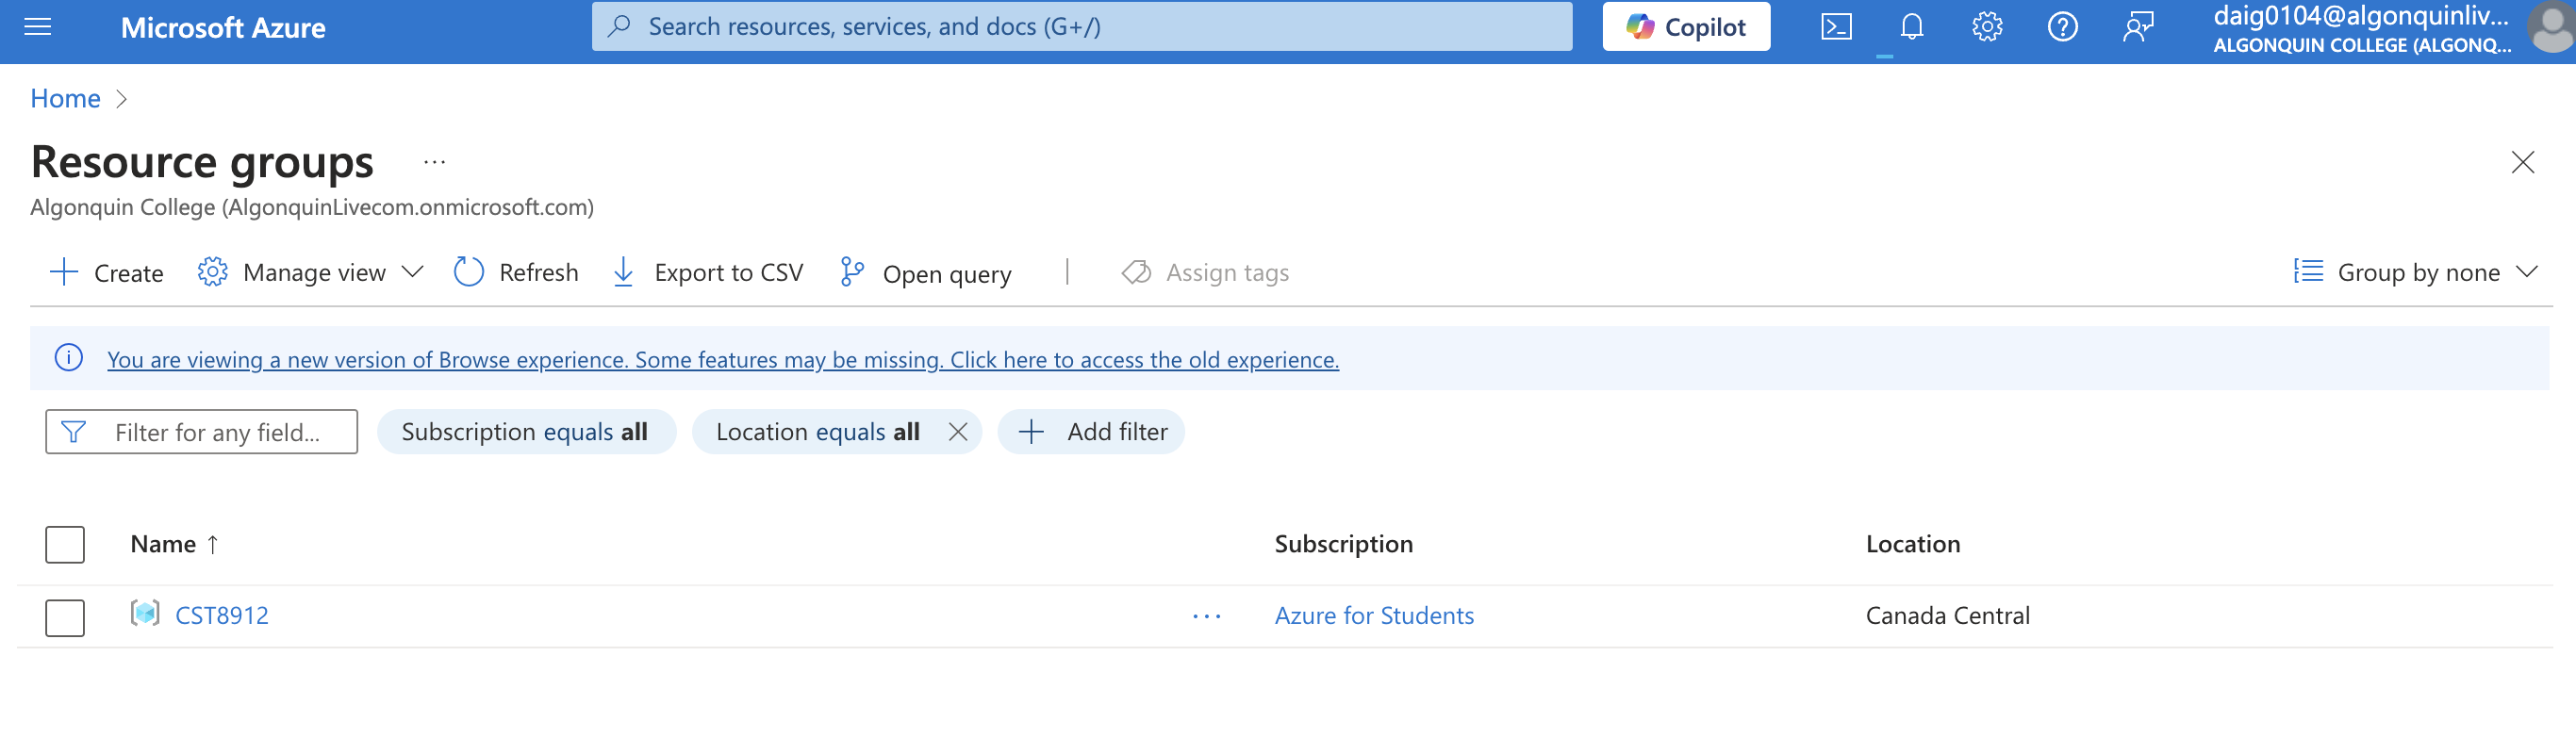 Microsoft Azure
Search resources, services, and docs (G+/)
Copilot
daig0104@algonquinliv...
ALGONQUIN COLLEGE (ALGONQ...
Home
Resource groups
...
Algonquin College (AlgonquinLivecom.onmicrosoft.com)
Create
Manage view
Refresh
Export to CSV
Open query
Assign tags
Group by none
You are viewing a new version of Browse experience. Some features may be missing. Click here to access the old experience.
Filter for any field...
Subscription equals all
Location equals all
Add filter
Name ↑
Subscription
Location
CST8912
...
Azure for Students
Canada Central